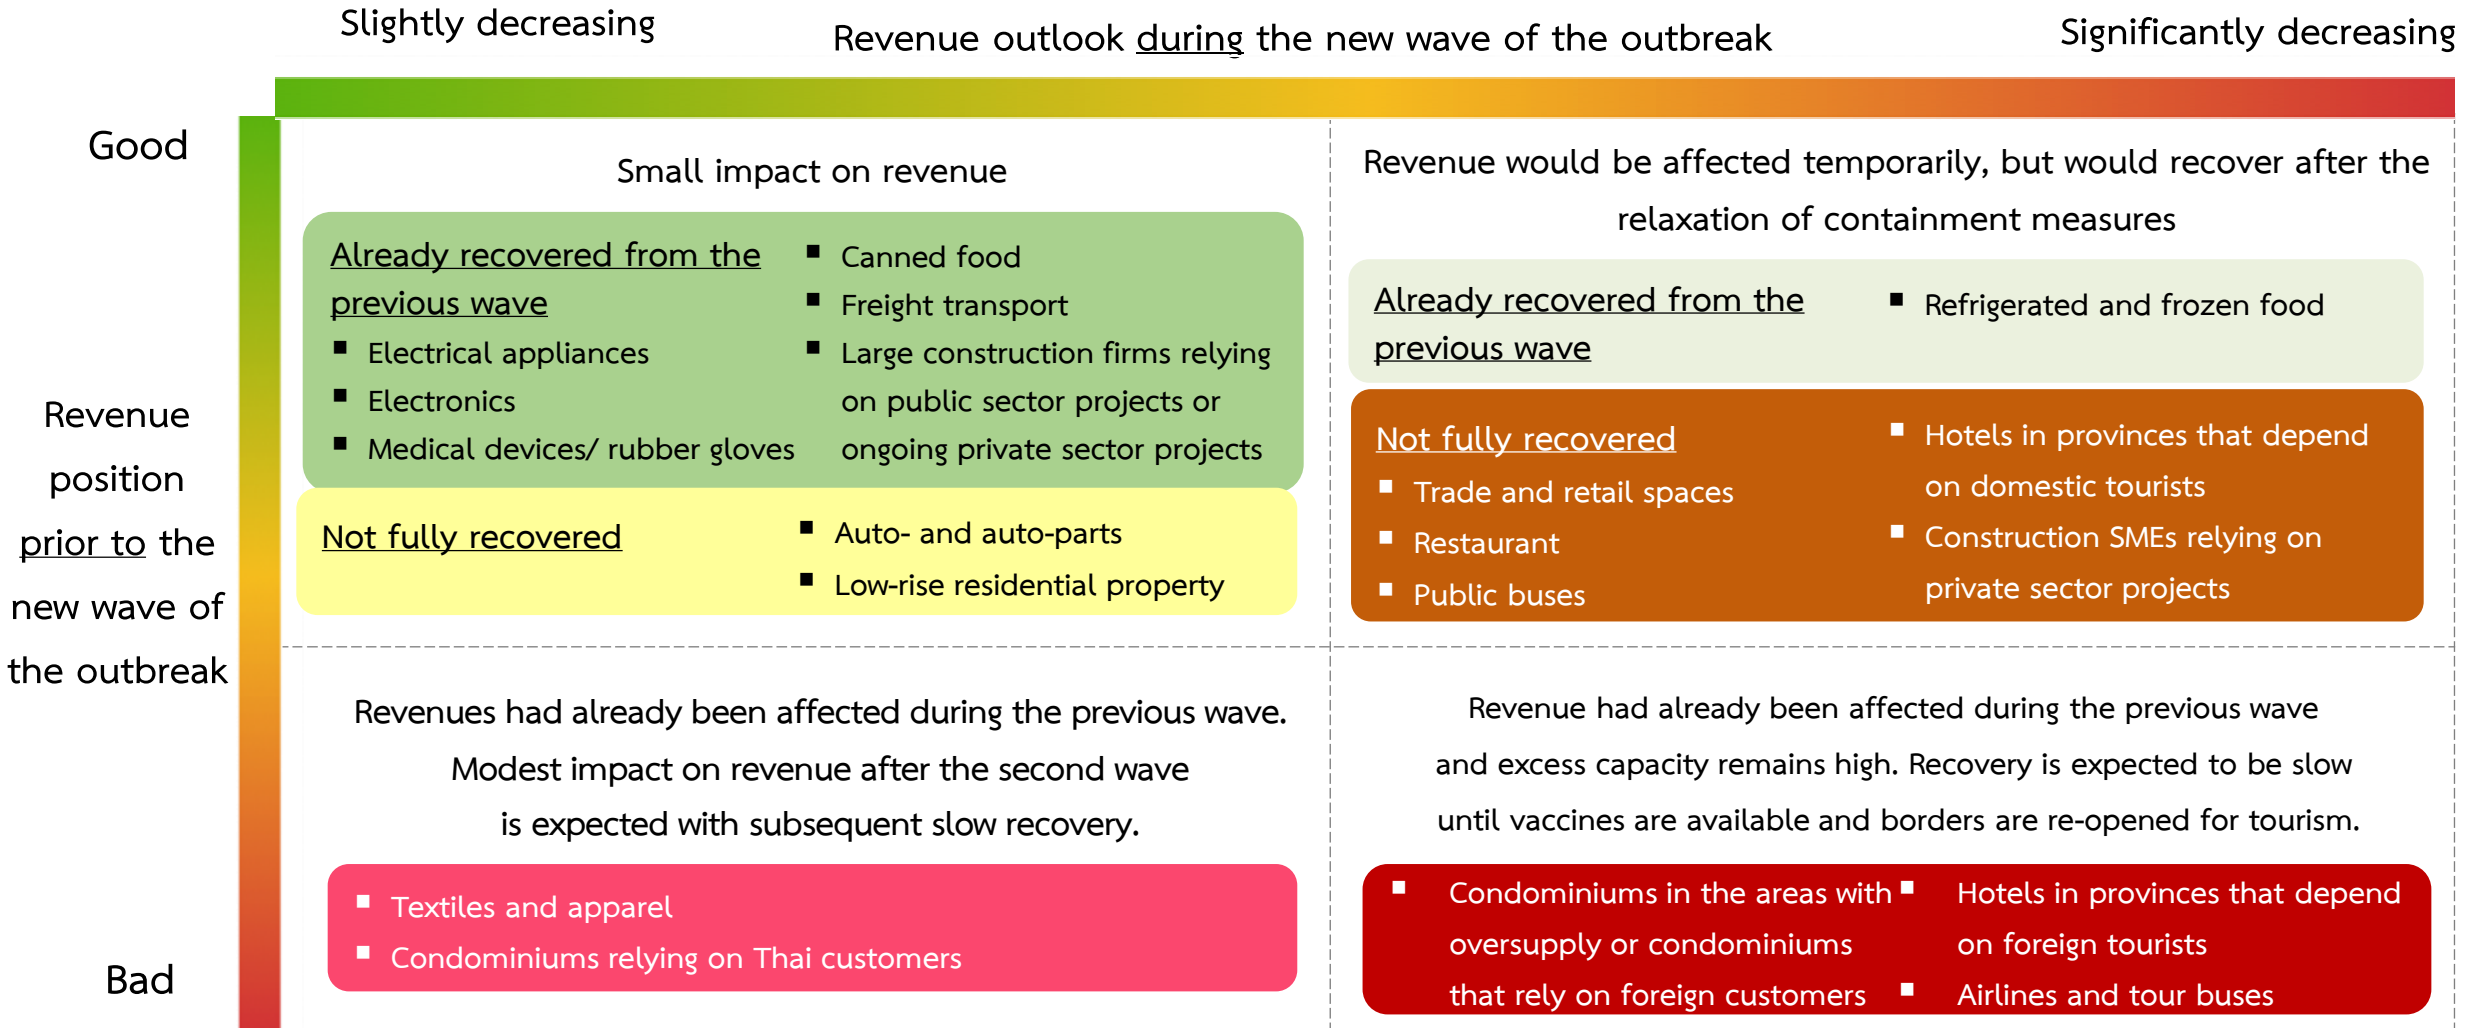 Slightly decreasing
Revenue outlook during the new wave of the outbreak
Significantly decreasing
Good
Revenue
position
prior to the
new wave of
the outbreak
Bad
Small impact on revenue
Already recovered from the
previous wave
▪ Electrical appliances
▪ Electronics
▪ Medical devices/ rubber gloves
▪ Canned food
▪ Freight transport
▪ Large construction firms relying
on public sector projects or
ongoing private sector projects
Not fully recovered
▪ Auto- and auto-parts
▪ Low-rise residential property
Revenue would be affected temporarily, but would recover after the
relaxation of containment measures
Already recovered from the
previous wave
▪ Refrigerated and frozen food
Not fully recovered
▪ Trade and retail spaces
▪ Restaurant
▪ Public buses
▪ Hotels in provinces that depend
on domestic tourists
▪ Construction SMEs relying on
private sector projects
Revenues had already been affected during the previous wave.
Modest impact on revenue after the second wave
is expected with subsequent slow recovery.
▪ Textiles and apparel
▪ Condominiums relying on Thai customers
Revenue had already been affected during the previous wave
and excess capacity remains high. Recovery is expected to be slow
until vaccines are available and borders are re-opened for tourism.
▪ Condominiums in the areas with
oversupply or condominiums
that rely on foreign customers
▪ Hotels in provinces that depend
on foreign tourists
▪ Airlines and tour buses